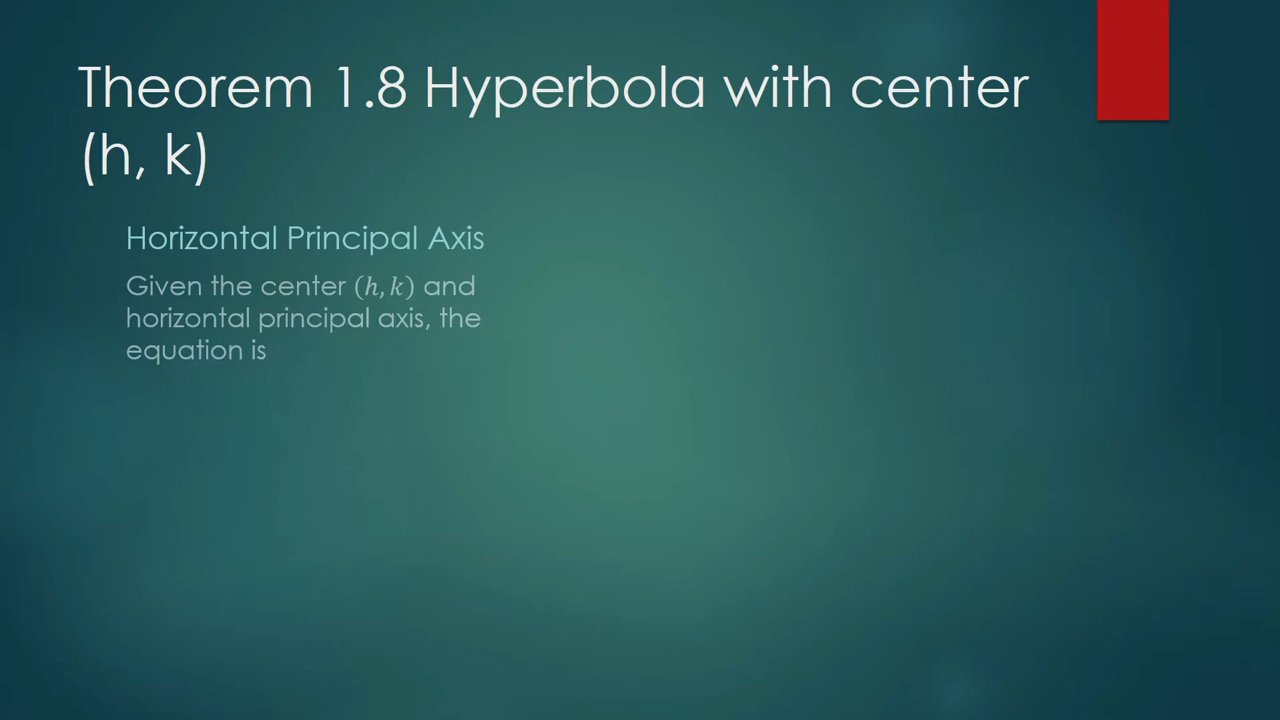 Theorem 1.8 Hyperbola with center
(h, k)
Horizontal Principal Axis
Given the center (h, k) and
horizontal principal axis, the
equation is